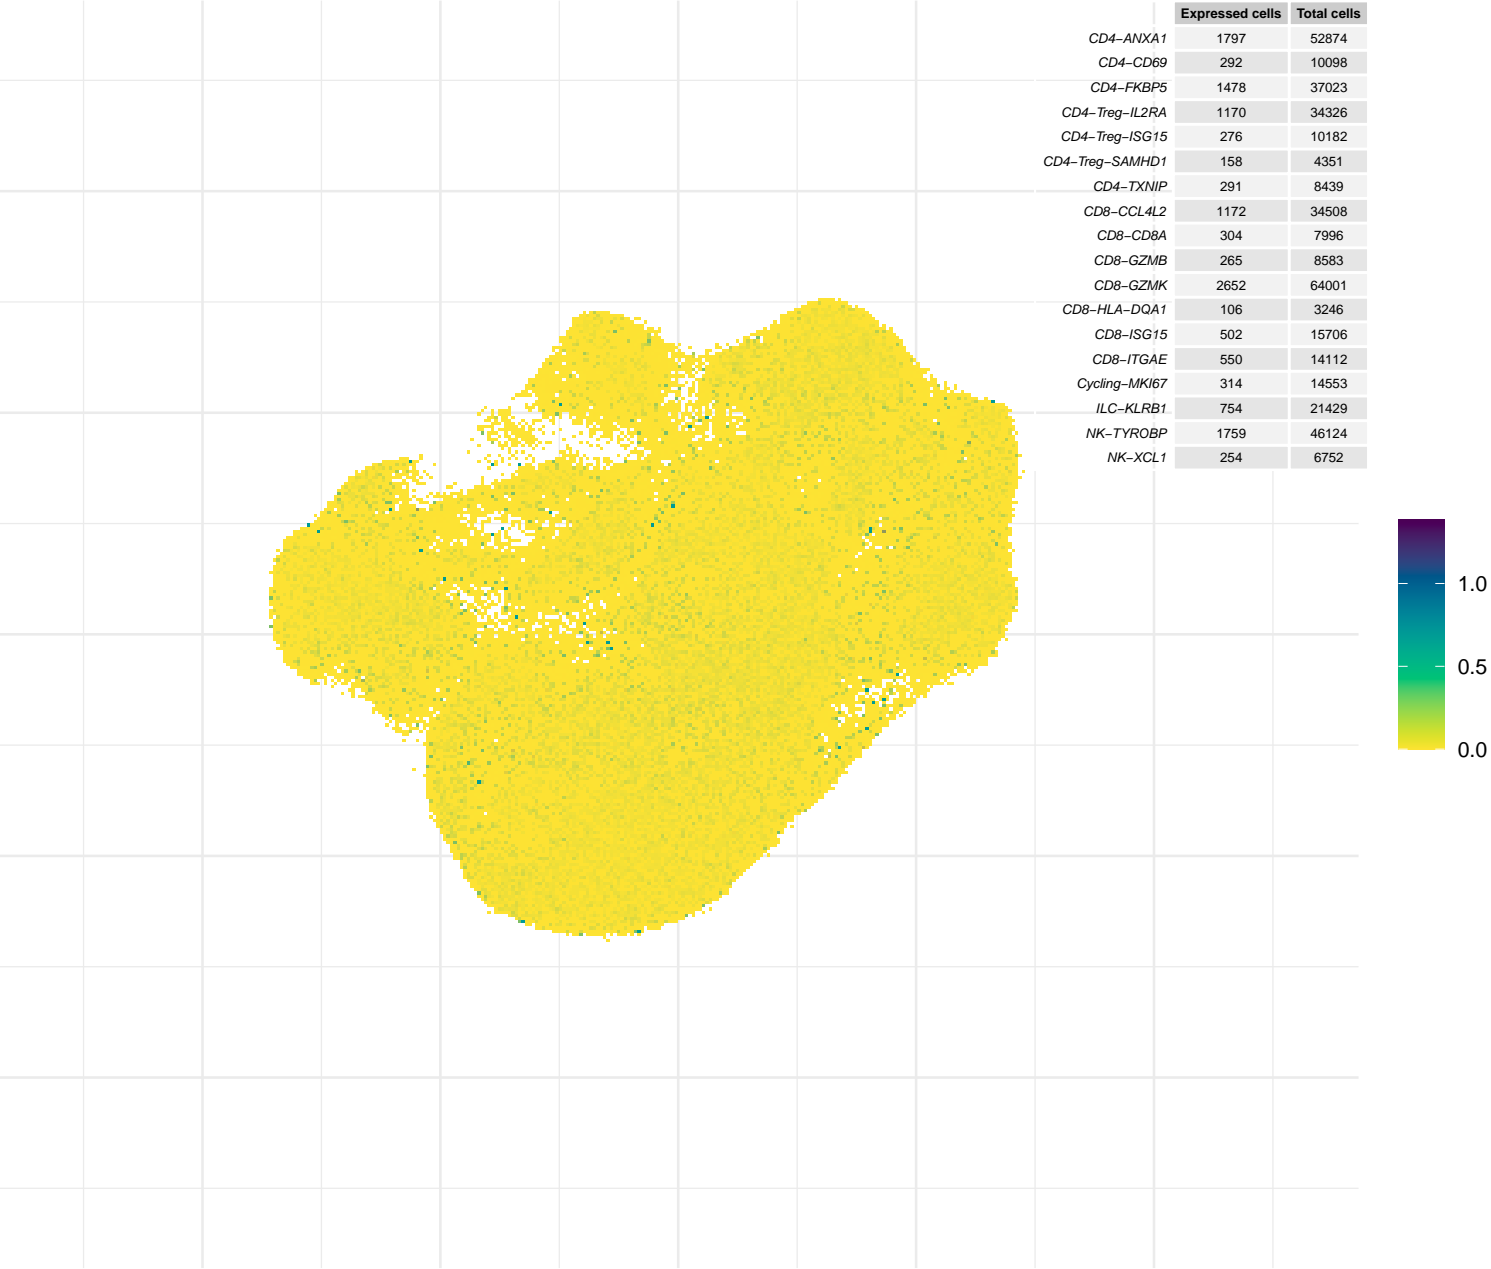 Expressed cells Total cells
CD4−ANXA1 1797 52874
CD4−CD69 292 10098
CD4−FKBP5 1478 37023
CD4−Treg−IL2RA 1170 34326
CD4−Treg−ISG15 276 10182
CD4−Treg−SAMHD1 158 4351
CD4−TXNIP 291 8439
CD8−CCL4L2 1172 34508
CD8−CD8A 304 7996
CD8−GZMB 265 8583
CD8−GZMK 2652 64001
CD8−HLA−DQA1 106 3246
CD8−ISG15 502 15706
CD8−ITGAE 550 14112
Cycling−MKI67 314 14553
ILC−KLRB1 754 21429
NK−TYROBP 1759 46124
NK−XCL1 254 6752
1.0
0.5
0.0